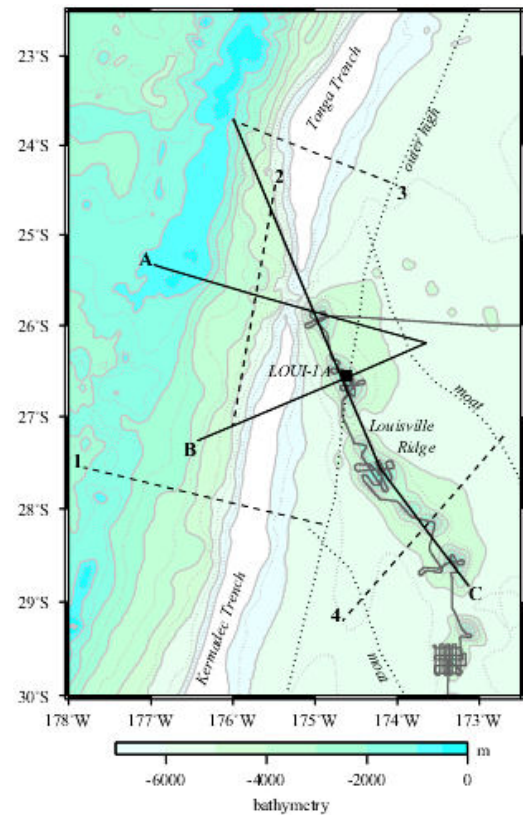 23°S
24°S
25°S
26°S
27°S
28°S
29°S
30°S
178°W
177°W
176°W
175°W
174°W
173°W
Tonga Trench
outer high
2
3
A
LOUI-1A
moat
Louisville
Ridge
B
1
C
4
Kermadec Trench
moat
-6000
-4000
-2000
0
m
bathymetry